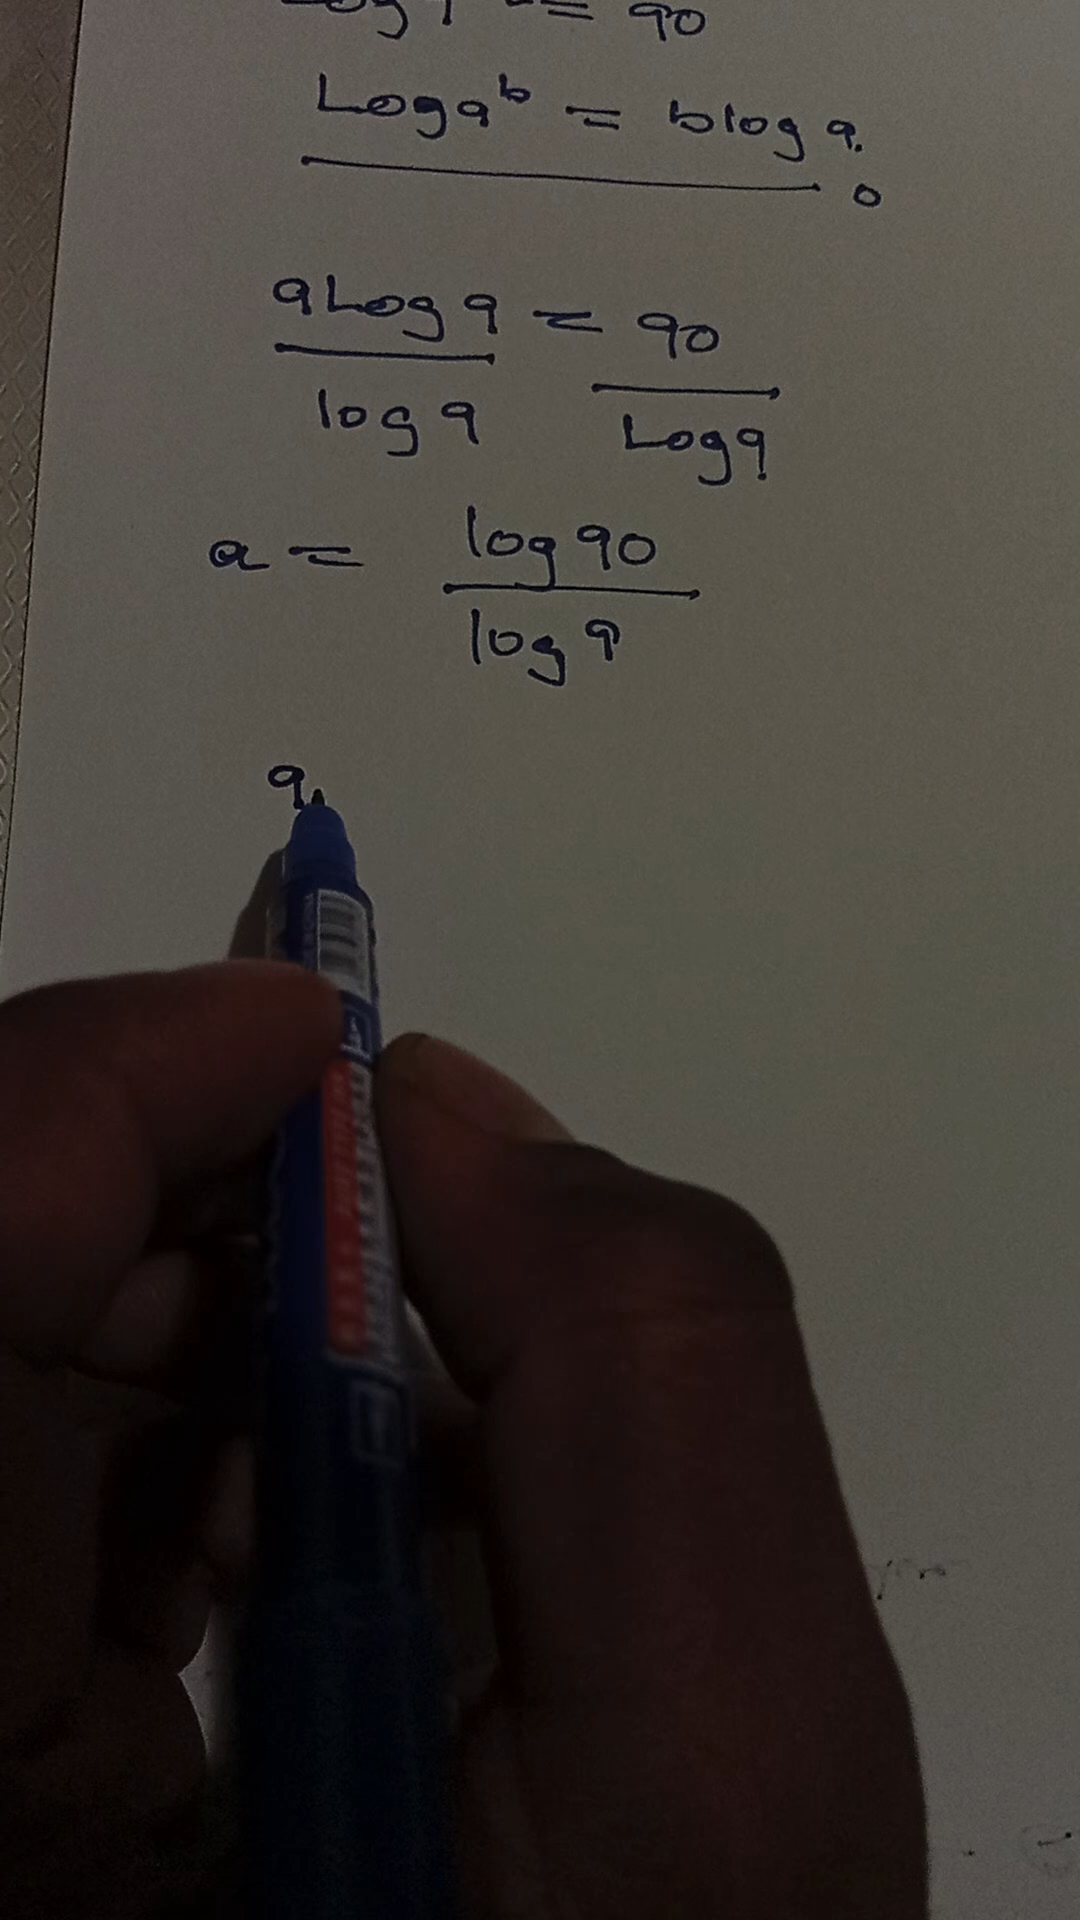 = 90
Log a^b = b log a.
a Log 9 = 90
log 9 Log 9
a = log 90
log 9
9